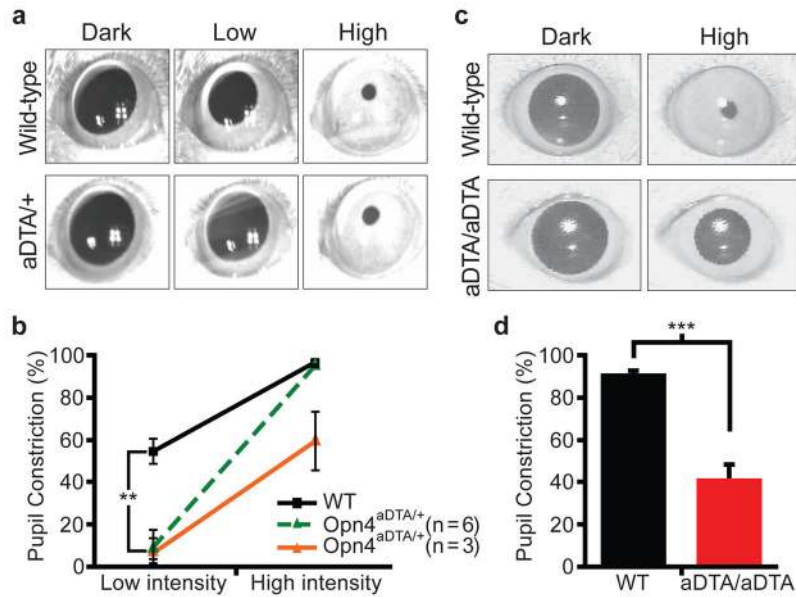 a
Dark Low High
Wild-type
aDTA/+
c
Dark High
Wild-type
aDTA/aDTA
b
Pupil Constriction (%)
100
80
60
40
20
0
**
WT
Opn4aDTA/+ (n=6)
Opn4aDTA/+ (n=3)
Low intensity High intensity
d
Pupil Constriction (%)
100
80
60
40
20
0
***
WT aDTA/aDTA